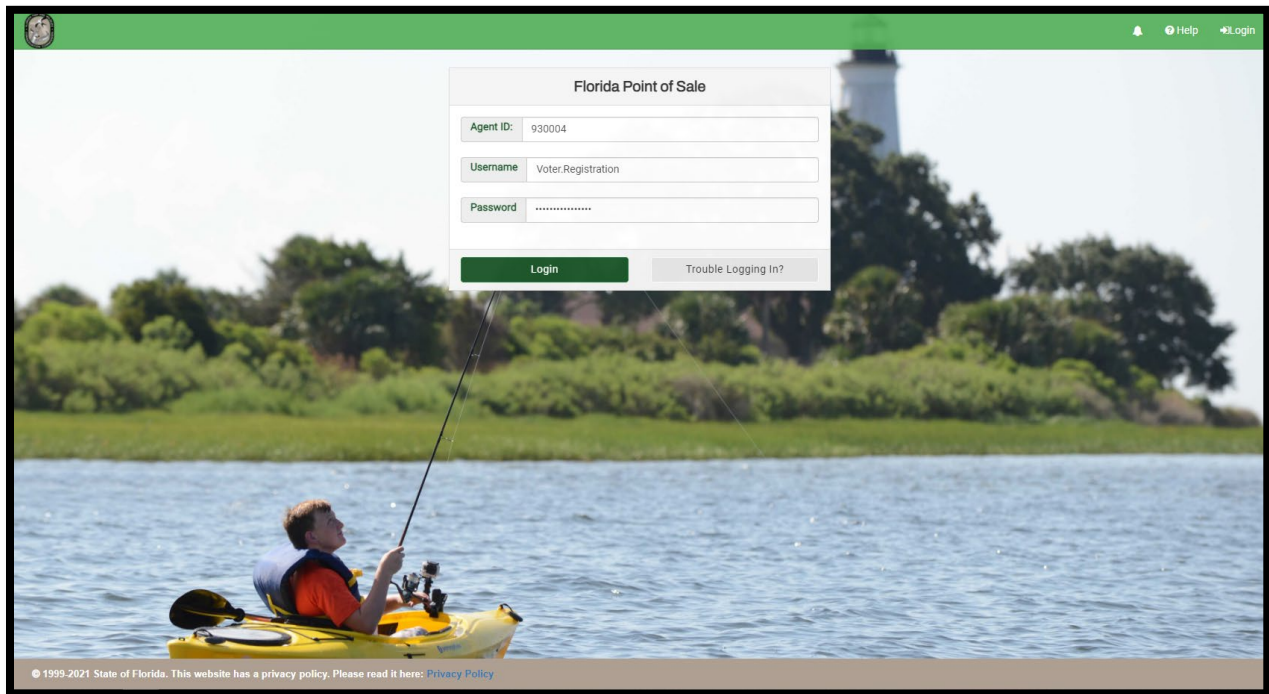 Help
Login
Florida Point of Sale
Agent ID: 930004
Username Voter.Registration
Password ················
Login Trouble Logging In?
© 1999-2021 State of Florida. This website has a privacy policy. Please read it here: Privacy Policy